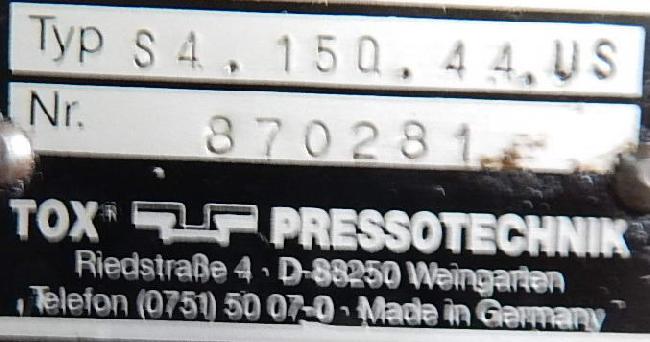 Typ S4.150.44.US
Nr. 870281
TOX® PRESSOTECHNIK
Riedstraße 4 · D-88250 Weingarten
Telefon (0751) 50 07-0 · Made in Germany